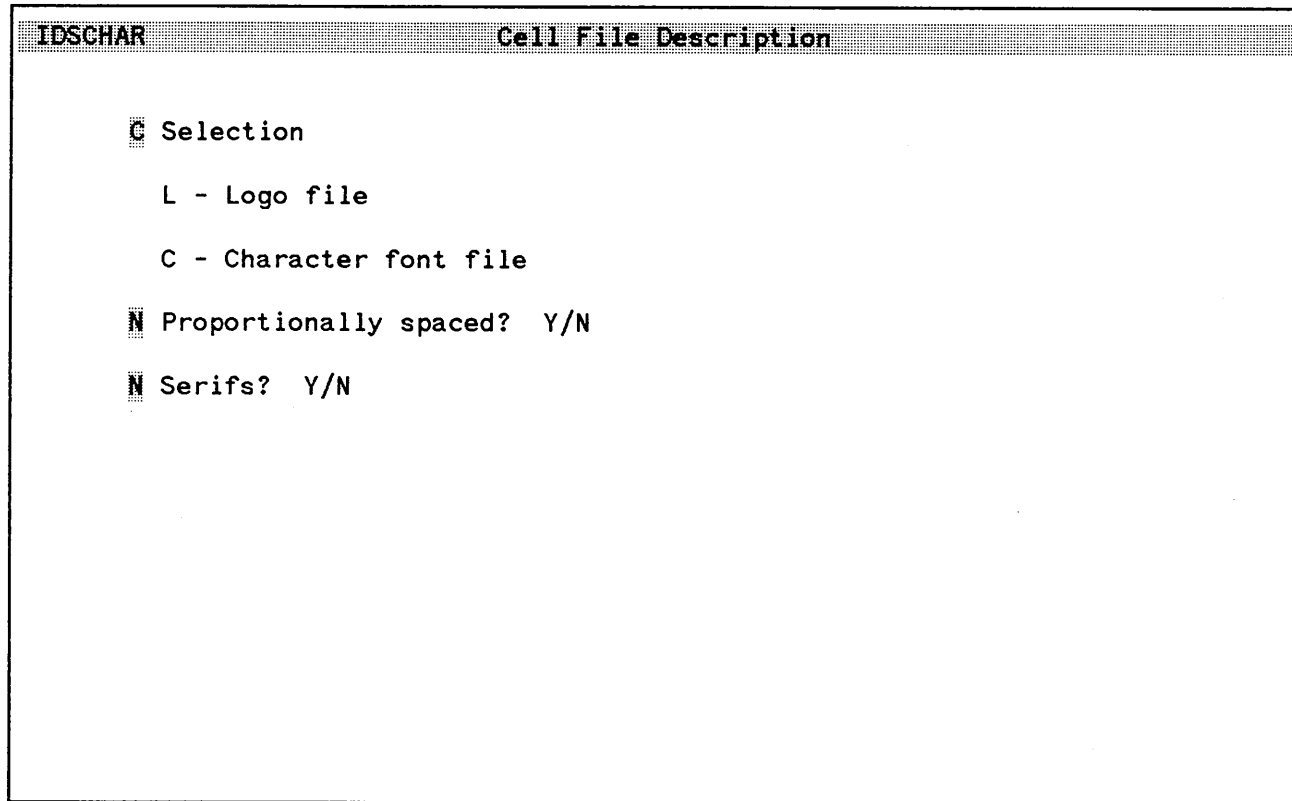 IDSCHAR Cell File Description
C Selection
L - Logo file
C - Character font file
N Proportionally spaced? Y/N
N Serifs? Y/N